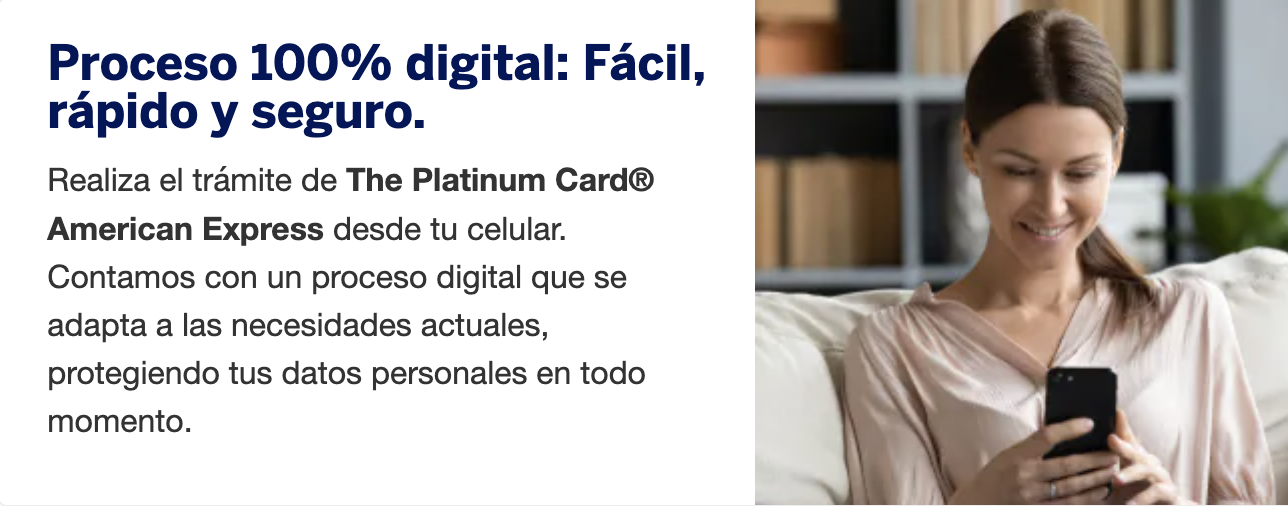 Proceso 100% digital: Fácil,
rápido y seguro.
Realiza el trámite de The Platinum Card®
American Express desde tu celular.
Contamos con un proceso digital que se
adapta a las necesidades actuales,
protegiendo tus datos personales en todo
momento.